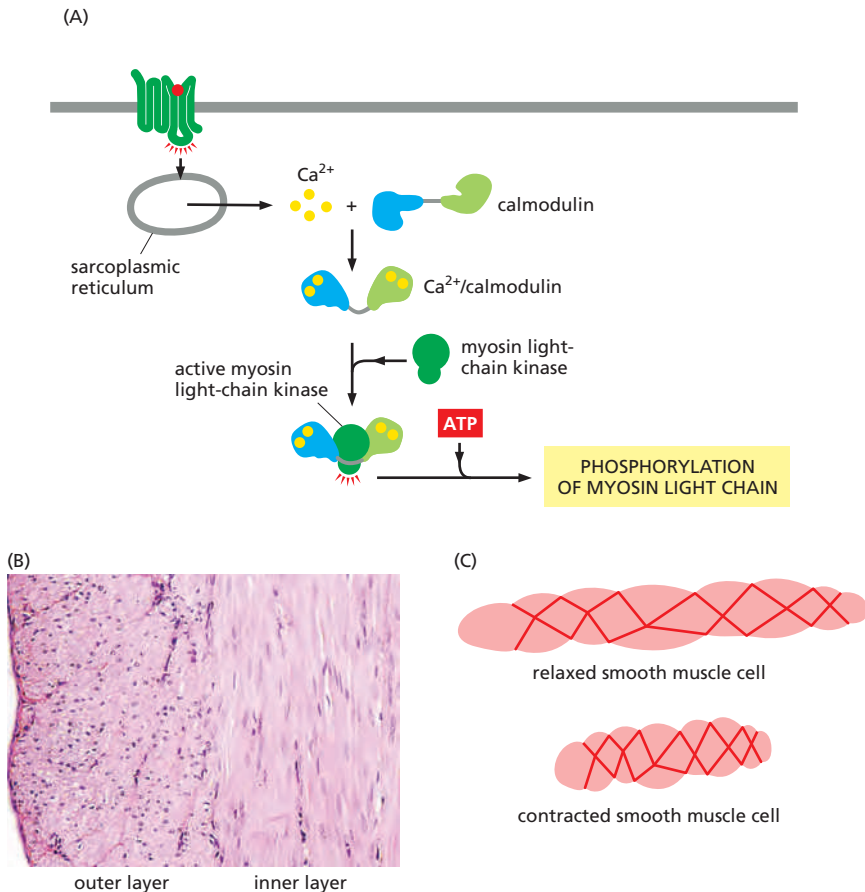 (A)
Ca2+
+
calmodulin
sarcoplasmic
reticulum
Ca2+/calmodulin
myosin light-
chain kinase
active myosin
light-chain kinase
ATP
PHOSPHORYLATION
OF MYOSIN LIGHT CHAIN
(B)
outer layer
inner layer
(C)
relaxed smooth muscle cell
contracted smooth muscle cell